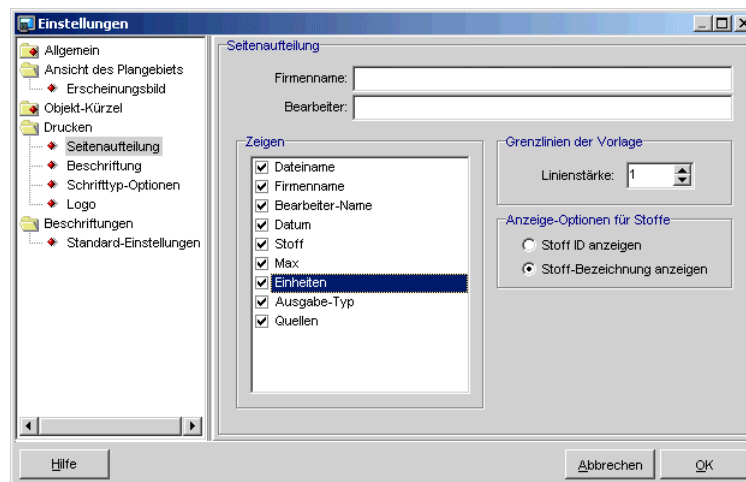 Einstellungen
Allgemein
Ansicht des Plangebiets
Erscheinungsbild
Objekt-Kürzel
Drucken
Seitenaufteilung
Beschriftung
Schrifttyp-Optionen
Logo
Beschriftungen
Standard-Einstellungen
Seitenaufteilung
Firmenname:
Bearbeiter:
Zeigen
Dateiname
Firmenname
Bearbeiter-Name
Datum
Stoff
Max
Einheiten
Ausgabe-Typ
Quellen
Grenzlinien der Vorlage
Linienstärke: 1
Anzeige-Optionen für Stoffe
Stoff ID anzeigen
Stoff-Bezeichnung anzeigen
Hilfe
Abbrechen
OK